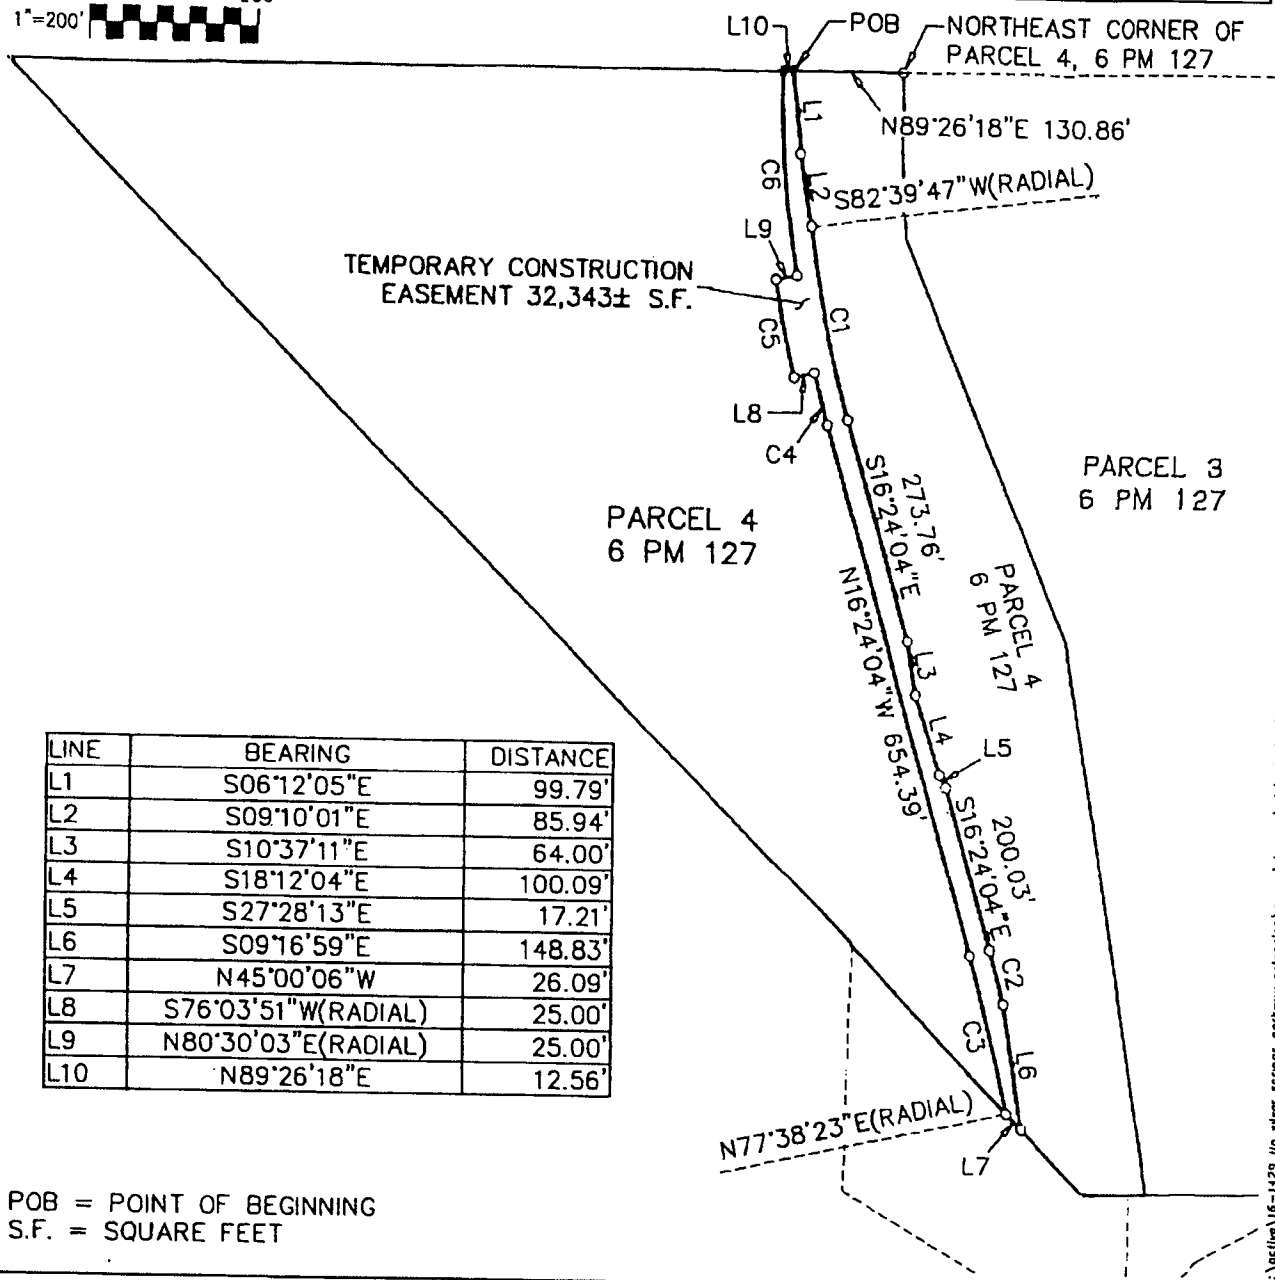 1"=200'
L10
POB
NORTHEAST CORNER OF
PARCEL 4, 6 PM 127
L1
N89°26'18"E 130.86'
C6
L2
S82°39'47"W(RADIAL)
L9
TEMPORARY CONSTRUCTION
EASEMENT 32,343± S.F.
C5
C1
L8
C4
PARCEL 3
6 PM 127
273.76'
S16°24'04"E
PARCEL 4
6 PM 127
N16°24'04"W 654.39'
PARCEL 4
6 PM 127
L3
L4
L5
200.03'
S16°24'04"E
C2
C3
L6
N77°38'23"E(RADIAL)
L7
LINE BEARING DISTANCE
L1 S06°12'05"E 99.79'
L2 S09°10'01"E 85.94'
L3 S10°37'11"E 64.00'
L4 S18°12'04"E 100.09'
L5 S27°28'13"E 17.21'
L6 S09°16'59"E 148.83'
L7 N45°00'06"W 26.09'
L8 S76°03'51"W(RADIAL) 25.00'
L9 N80°30'03"E(RADIAL) 25.00'
L10 N89°26'18"E 12.56'
POB = POINT OF BEGINNING
S.F. = SQUARE FEET